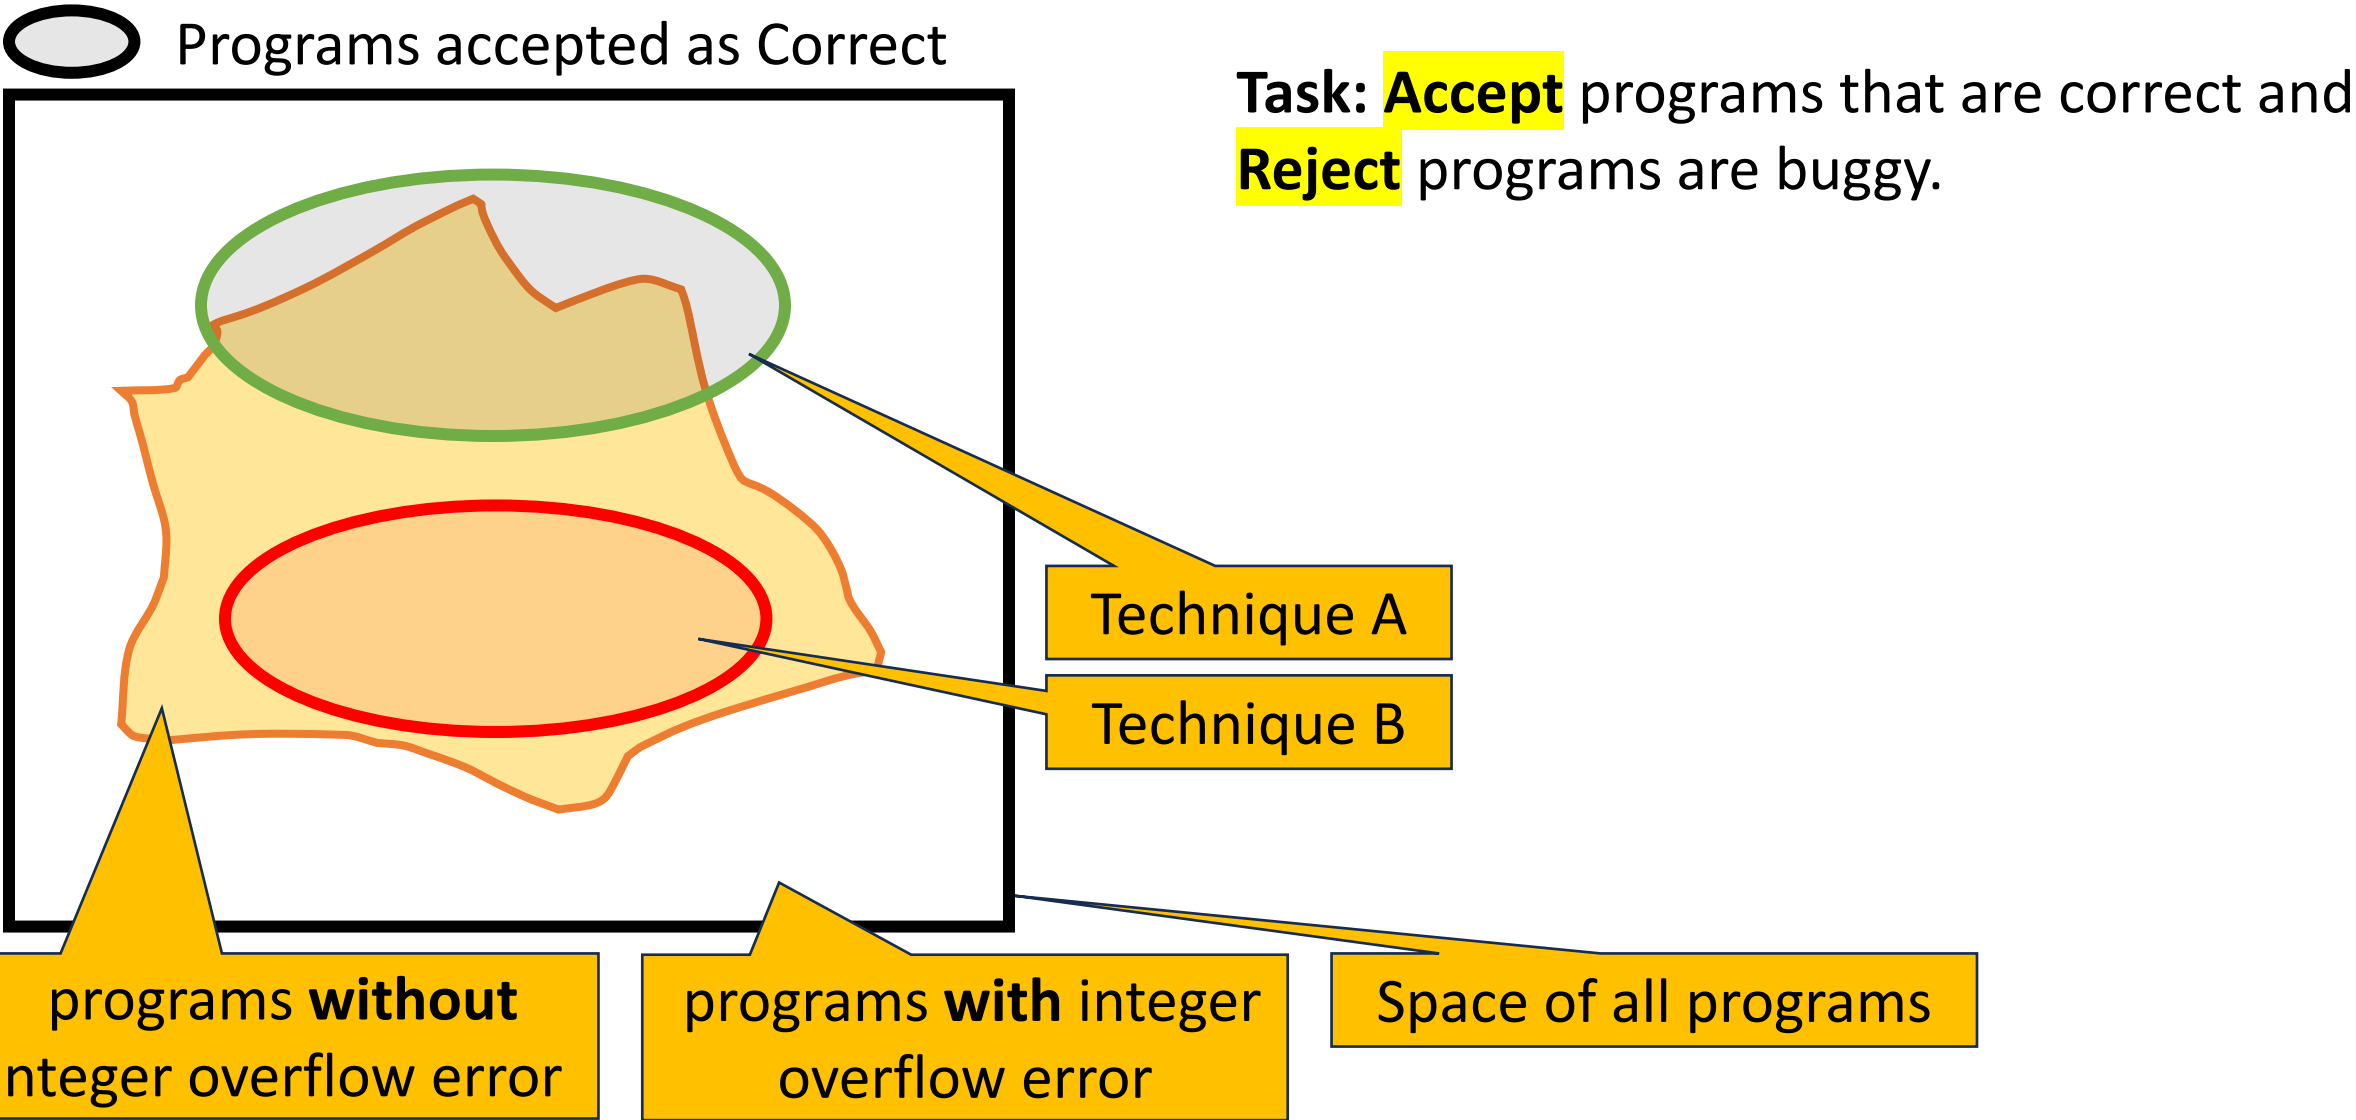 Programs accepted as Correct
Task: Accept programs that are correct and
Reject programs are buggy.
Technique A
Technique B
programs without
nteger overflow error
programs with integer
overflow error
Space of all programs